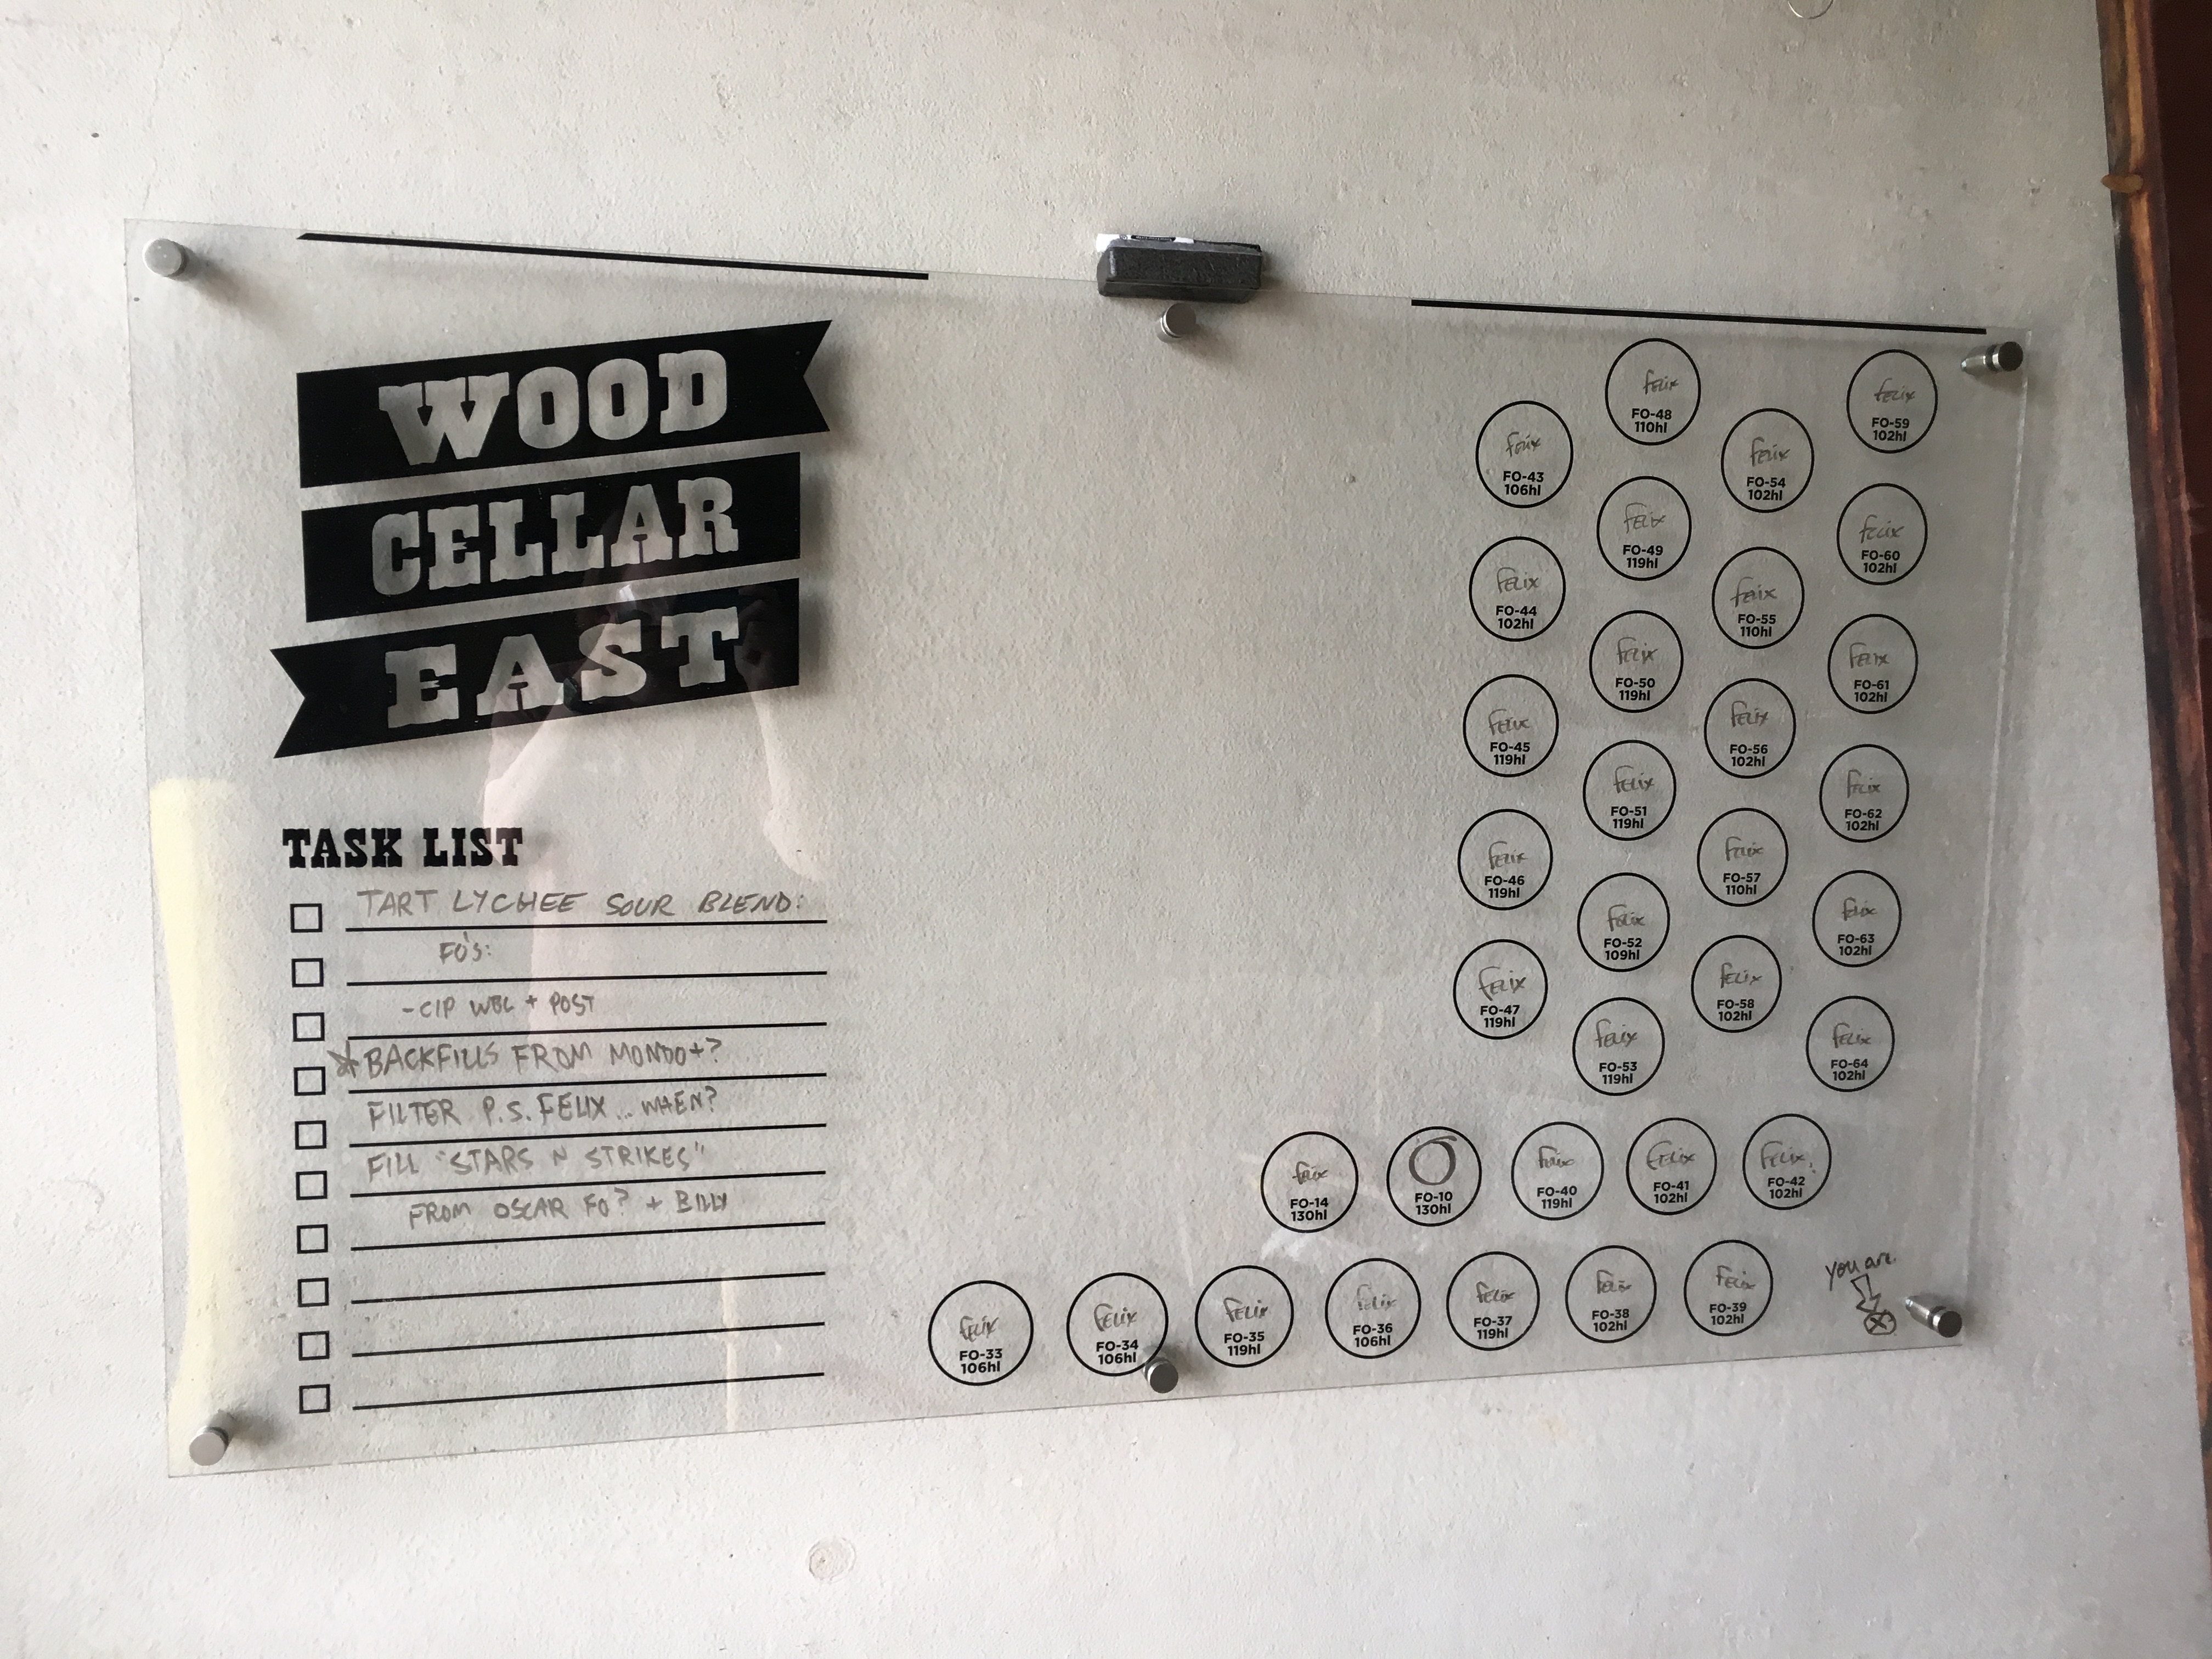 WOOD
CELLAR
EAST
TASK LIST
TART LYCHEE SOUR BLEND:
FO'S:
- CIP WBL + POST
BACKFILLS FROM MONDO+?
FILTER P.S. FELIX... WHEN?
FILL "STARS N STRIKES"
FROM OSCAR FO? + BILLY
Felix
FO-43
106hl
Felix
FO-44
102hl
Felix
FO-45
119hl
Felix
FO-46
119hl
Felix
FO-47
119hl
Felix
FO-48
110hl
Felix
FO-49
119hl
Felix
FO-50
119hl
Felix
FO-51
119hl
Felix
FO-52
109hl
Felix
FO-53
119hl
Felix
FO-54
102hl
Felix
FO-55
110hl
Felix
FO-56
102hl
Felix
FO-57
110hl
Felix
FO-58
102hl
Felix
FO-59
102hl
Felix
FO-60
102hl
Felix
FO-61
102hl
Felix
FO-62
102hl
Felix
FO-63
102hl
Felix
FO-64
102hl
Felix
FO-14
130hl
O
FO-10
130hl
Felix
FO-40
119hl
Felix
FO-41
102hl
Felix
FO-42
102hl
Felix
FO-33
106hl
Felix
FO-34
106hl
Felix
FO-35
119hl
Felix
FO-36
106hl
Felix
FO-37
119hl
Felix
FO-38
102hl
Felix
FO-39
102hl
you are.